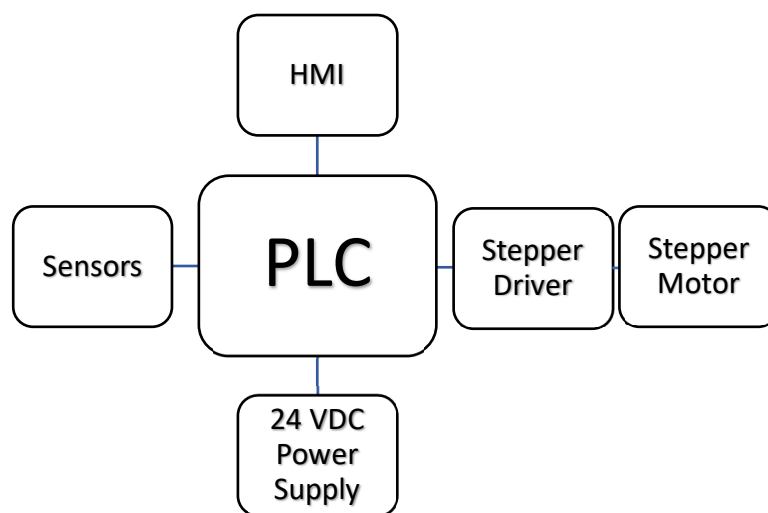 HMI
Sensors
PLC
Stepper
Driver
Stepper
Motor
24 VDC
Power
Supply